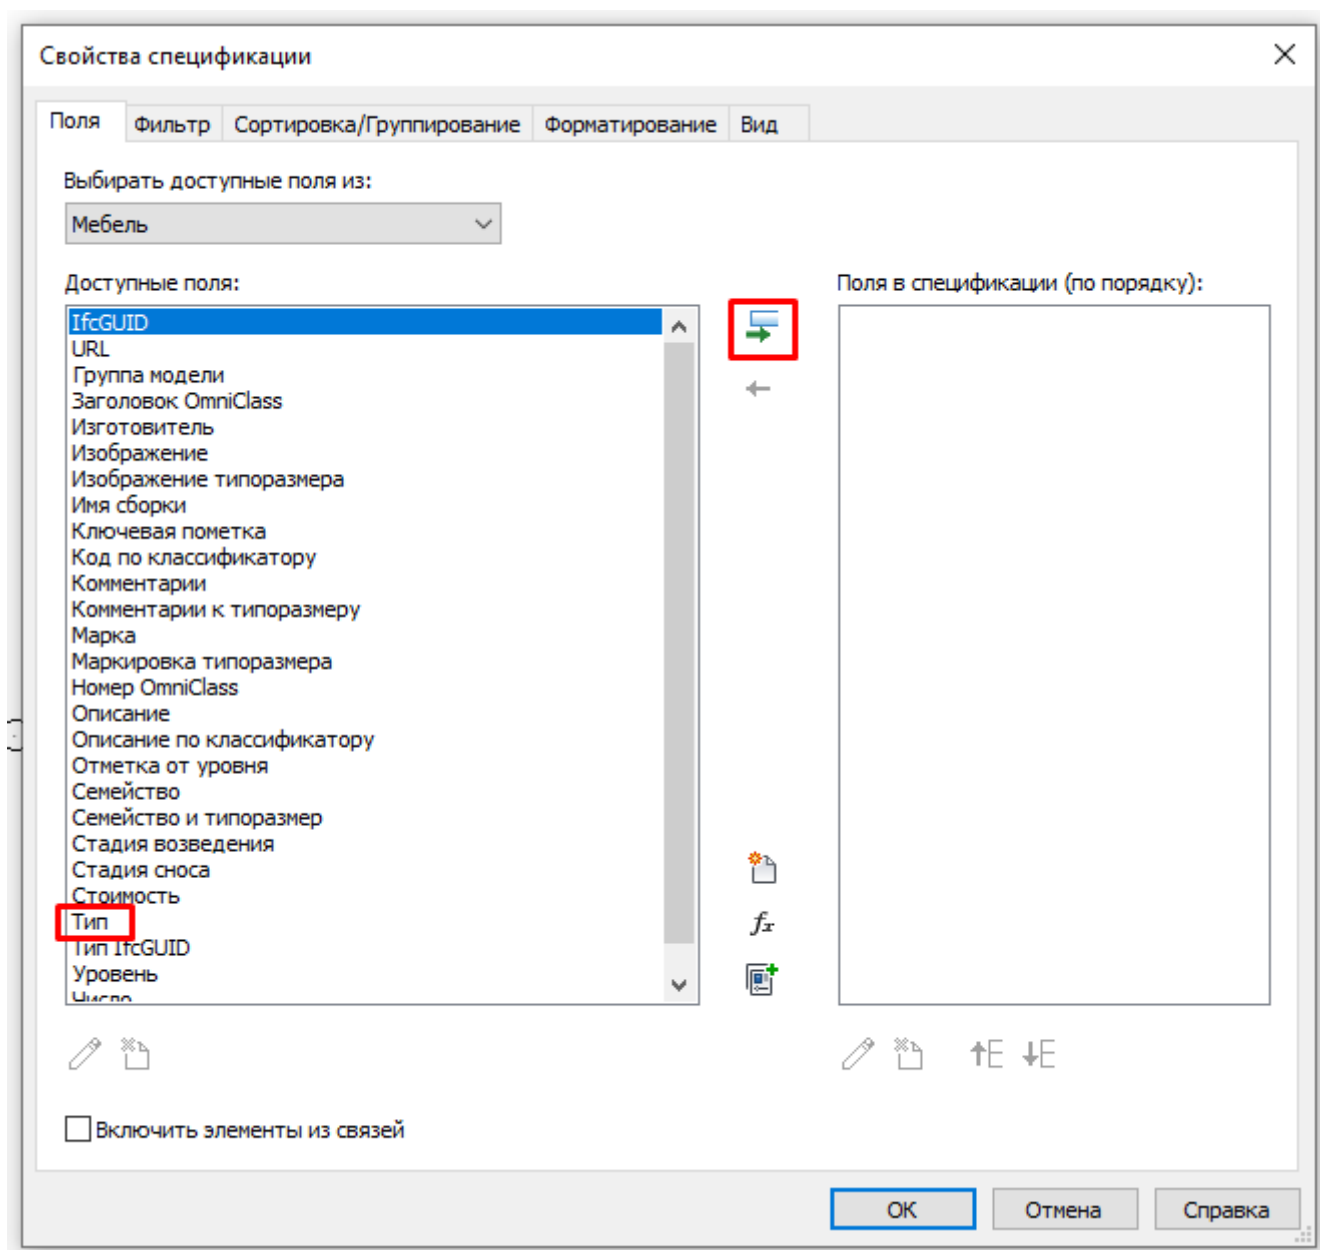 Свойства спецификации
Поля Фильтр Сортировка/Группирование Форматирование Вид
Выбирать доступные поля из:
Мебель
Доступные поля:
Поля в спецификации (по порядку):
IfcGUID
URL
Группа модели
Заголовок OmniClass
Изготовитель
Изображение
Изображение типоразмера
Имя сборки
Ключевая пометка
Код по классификатору
Комментарии
Комментарии к типоразмеру
Марка
Маркировка типоразмера
Номер OmniClass
Описание
Описание по классификатору
Отметка от уровня
Семейство
Семейство и типоразмер
Стадия возведения
Стадия сноса
Стоимость
Тип
Тип IfcGUID
Уровень
Число
fx
Включить элементы из связей
ОК Отмена Справка